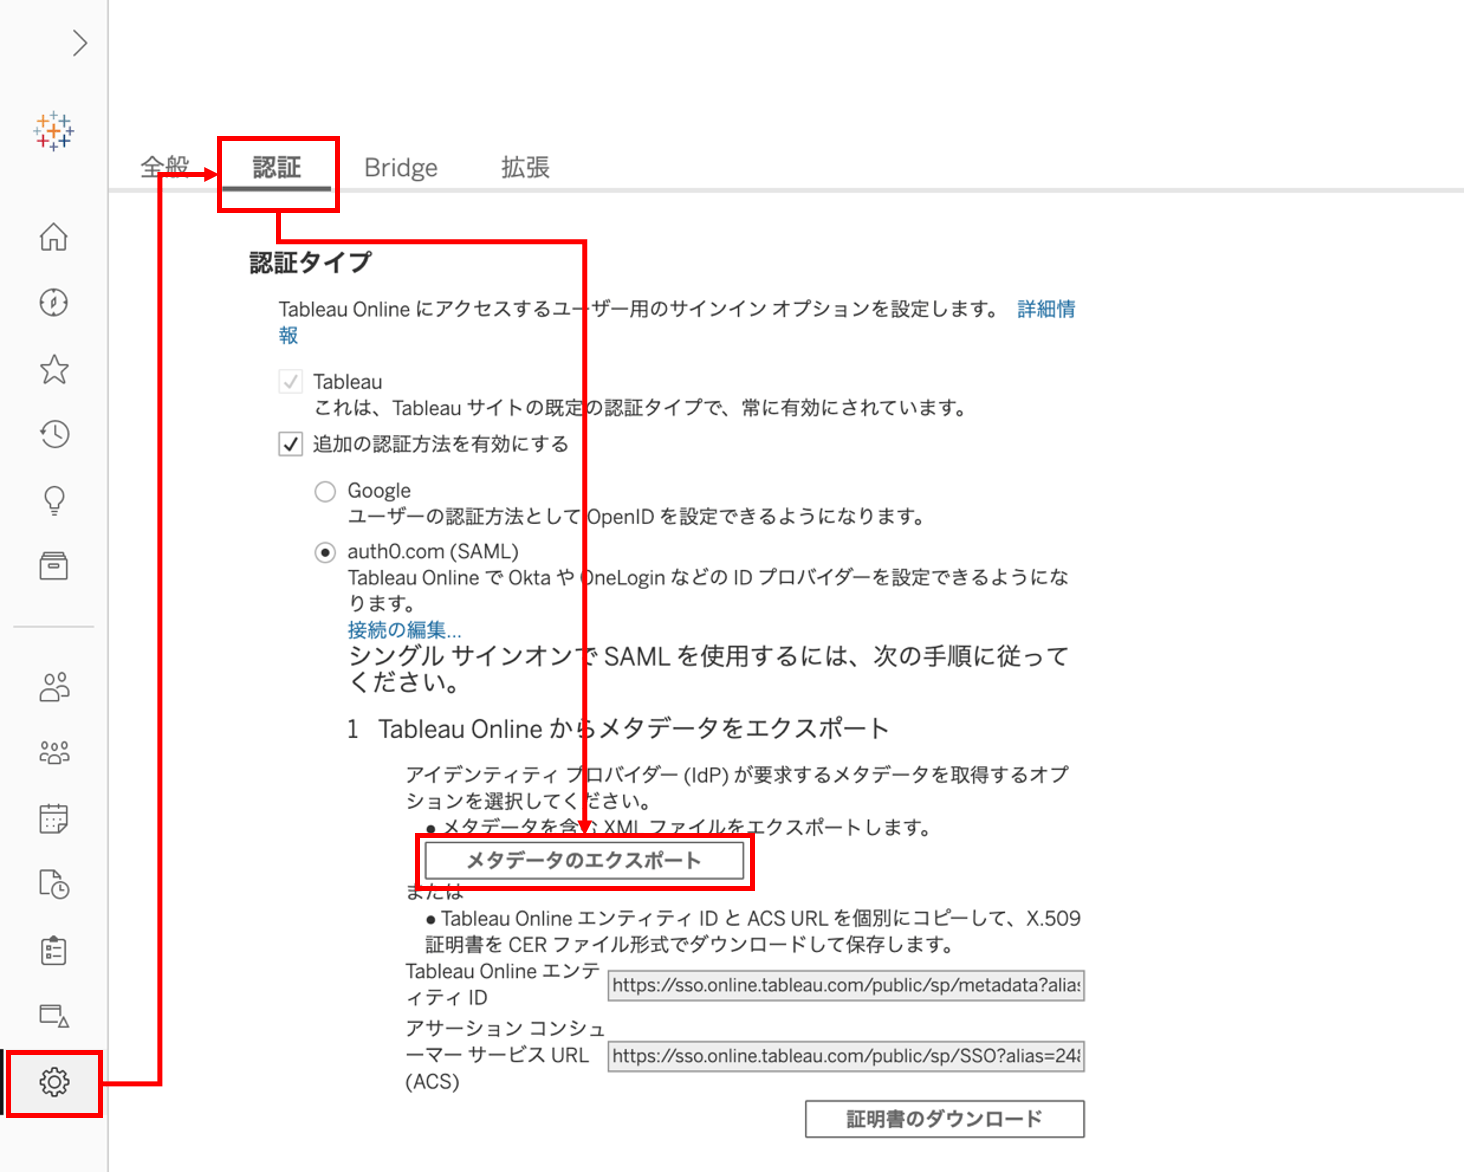 全般
認証
Bridge
拡張
認証タイプ
Tableau Online にアクセスするユーザー用のサインイン オプションを設定します。 詳細情
報
Tableau
これは、Tableau サイトの既定の認証タイプで、常に有効にされています。
追加の認証方法を有効にする
Google
ユーザーの認証方法として OpenID を設定できるようになります。
auth0.com (SAML)
Tableau Online で Okta や OneLogin などの ID プロバイダーを設定できるようにな
ります。
接続の編集...
シングル サインオンで SAML を使用するには、次の手順に従って
ください。
1 Tableau Online からメタデータをエクスポート
アイデンティティ プロバイダー (IdP) が要求するメタデータを取得するオプ
ションを選択してください。
● メタデータを含む XML ファイルをエクスポートします。
メタデータのエクスポート
または
● Tableau Online エンティティ ID と ACS URL を個別にコピーして、X.509
証明書を CER ファイル形式でダウンロードして保存します。
Tableau Online エンテ
ィティ ID
https://sso.online.tableau.com/public/sp/metadata?alias
アサーション コンシュ
ーマー サービス URL
(ACS)
https://sso.online.tableau.com/public/sp/SSO?alias=248
証明書のダウンロード